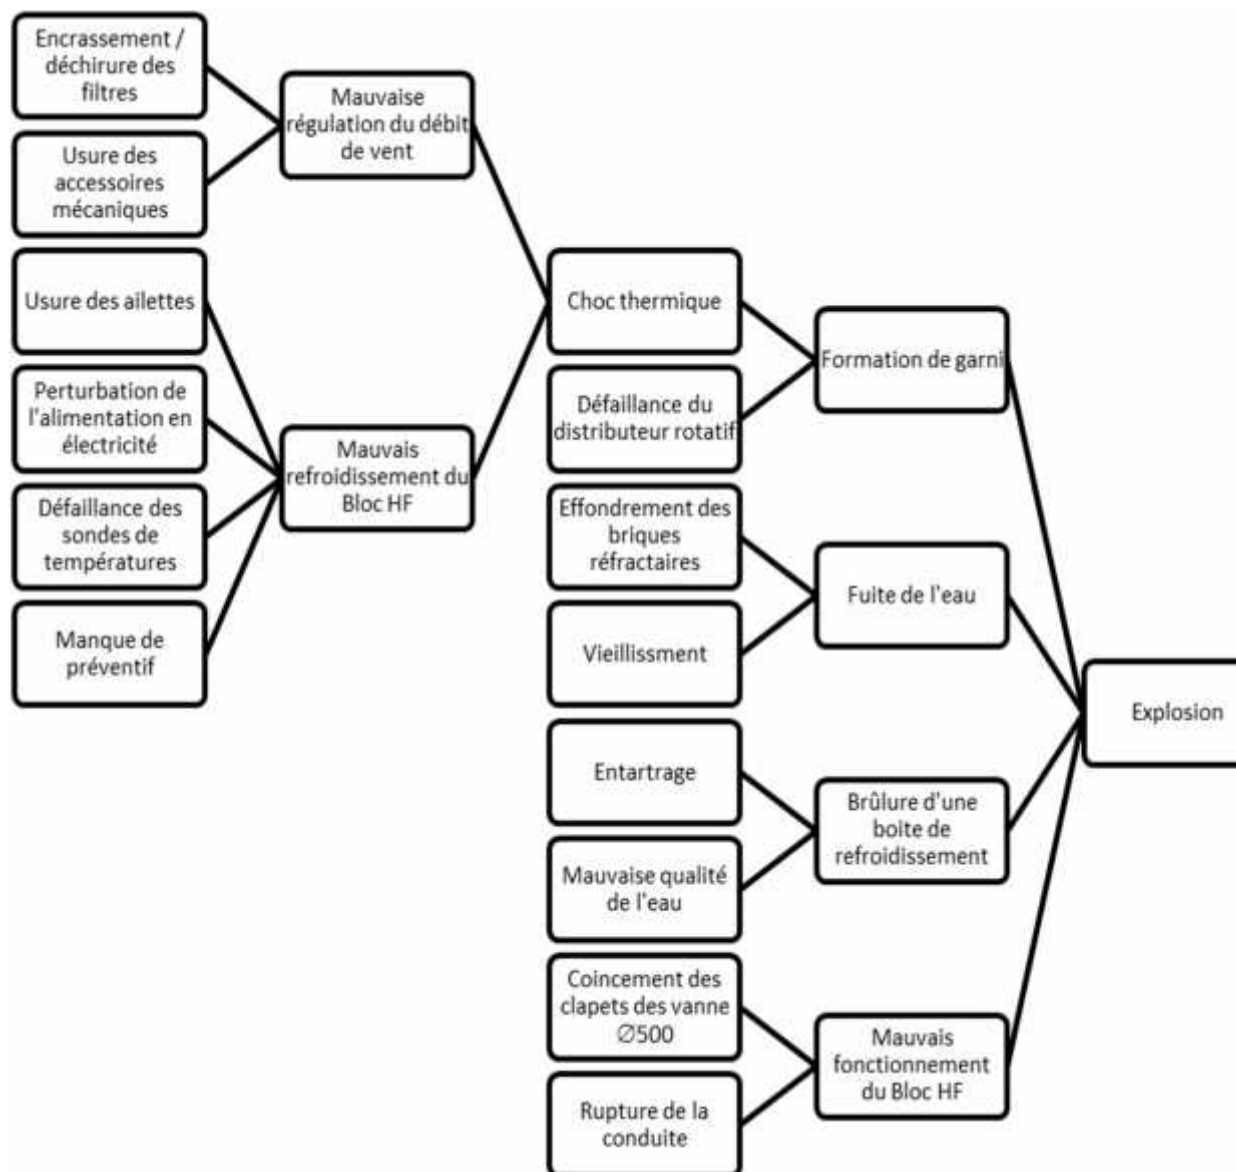 Encrassement /
déchirure des
filtres
Mauvaise
régulation du débit
de vent
Usure des
accessoires
mécaniques
Usure des ailettes
Choc thermique
Formation de garni
Perturbation de
l'alimentation en
électricité
Défaillance du
distributeur rotatif
Mauvais
refroidissement du
Bloc HF
Défaillance des
sondes de
températures
Effondrement des
briques
réfractaires
Fuite de l'eau
Manque de
préventif
Vieillissment
Explosion
Entartrage
Brûlure d'une
boite de
refroidissement
Mauvaise qualité
de l'eau
Coincement des
clapets des vanne
∅500
Mauvais
fonctionnement
du Bloc HF
Rupture de la
conduite